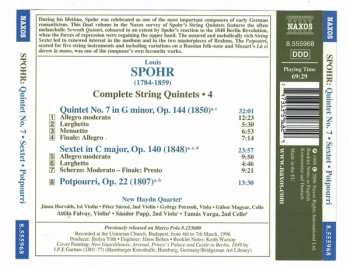 NAXOS
SPOHR: Quintet No. 7 • Sextet • Potpourri
8.555968
During his lifetime, Spohr was celebrated as one of the most important composers of early German
romanticism. This final volume in the Naxos survey of Spohr's String Quintets features the often
melancholy Seventh Quintet, coloured to an extent by Spohr's reaction to the 1848 Berlin Revolution,
when the forces of repression were regaining the upper hand. The assured and melodically rich String
Sextet led to renewed interest in the medium and to the two masterpieces of Brahms. The Potpourri,
scored for five string instruments and including variations on a Russian folk-tune and Mozart's Là ci
darem la mano, was one of the composer's own favourite works.
Louis
SPOHR
(1784-1859)
Complete String Quintets • 4
Quintet No. 7 in G minor, Op. 144 (1850) 32:01
1 Allegro moderato 12:23
2 Larghetto 5:30
3 Menuetto 6:53
4 Finale: Allegro 7:14
Sextet in C major, Op. 140 (1848) 23:57
5 Allegro moderato 9:50
6 Larghetto 4:46
7 Scherzo: Moderato – Finale: Presto 9:21
8 Potpourri, Op. 22 (1807) 13:30
New Haydn Quartet
János Horváth, 1st Violin • Péter Sárosi, 2nd Violin • György Porzsolt, Viola • Gábor Magyar, Cello
Attila Falvay, Violin • Sándor Papp, 2nd Viola • Tamás Varga, 2nd Cello
Previously released on Marco Polo 8.223600
Recorded at the Unitarian Church, Budapest, from 4th to 7th March, 1996.
Producer: Ibolya Tóth • Engineer: János Bohus • Booklet Notes: Keith Warsop
NAXOS
8.555968
DDD
Playing Time
69:29
www.naxos.com
NAXOS
SPOHR: Quintet No. 7 • Sextet • Potpourri
8.555968